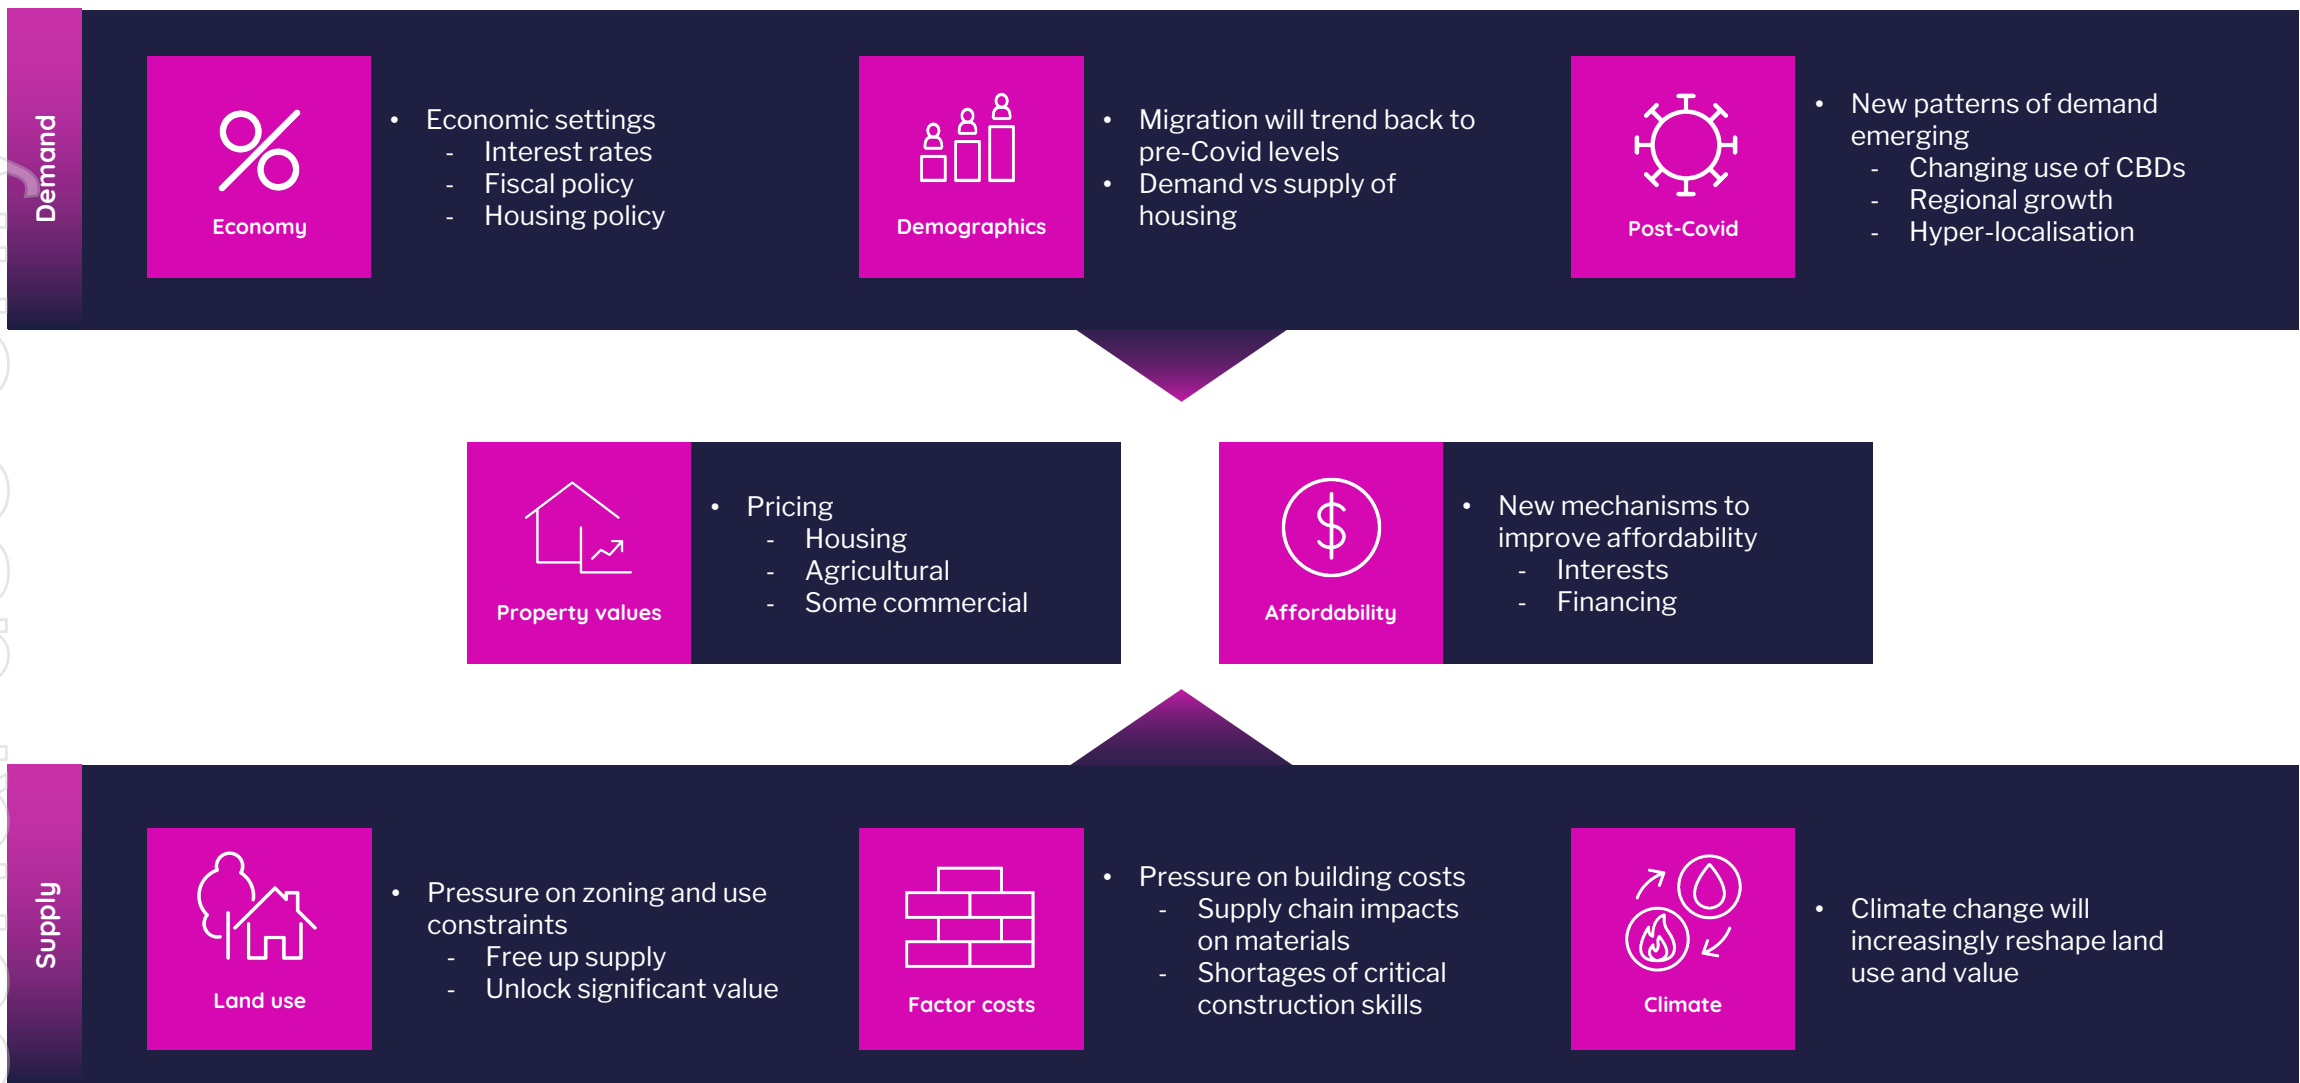 Demand
Economy
• Economic settings
- Interest rates
- Fiscal policy
- Housing policy
Demographics
• Migration will trend back to
pre-Covid levels
• Demand vs supply of
housing
Post-Covid
• New patterns of demand
emerging
- Changing use of CBDs
- Regional growth
- Hyper-localisation
Property values
• Pricing
- Housing
- Agricultural
- Some commercial
Affordability
• New mechanisms to
improve affordability
- Interests
- Financing
Supply
Land use
• Pressure on zoning and use
constraints
- Free up supply
- Unlock significant value
Factor costs
• Pressure on building costs
- Supply chain impacts
on materials
- Shortages of critical
construction skills
Climate
• Climate change will
increasingly reshape land
use and value